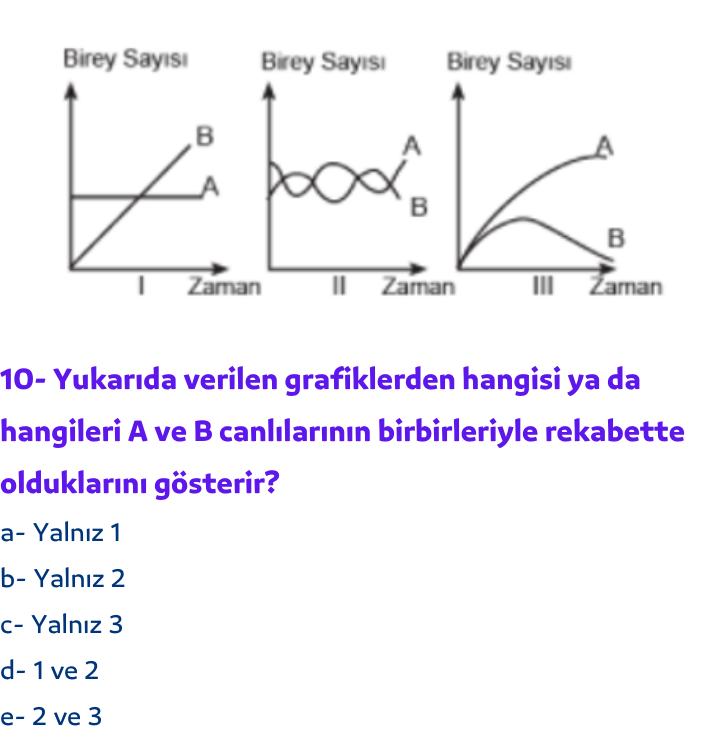 Birey Sayısı Birey Sayısı Birey Sayısı
B
A
A
B
A
B
I Zaman II Zaman III Zaman
10- Yukarıda verilen grafiklerden hangisi ya da
hangileri A ve B canlılarının birbirleriyle rekabette
olduklarını gösterir?
a- Yalnız 1
b- Yalnız 2
c- Yalnız 3
d- 1 ve 2
e- 2 ve 3